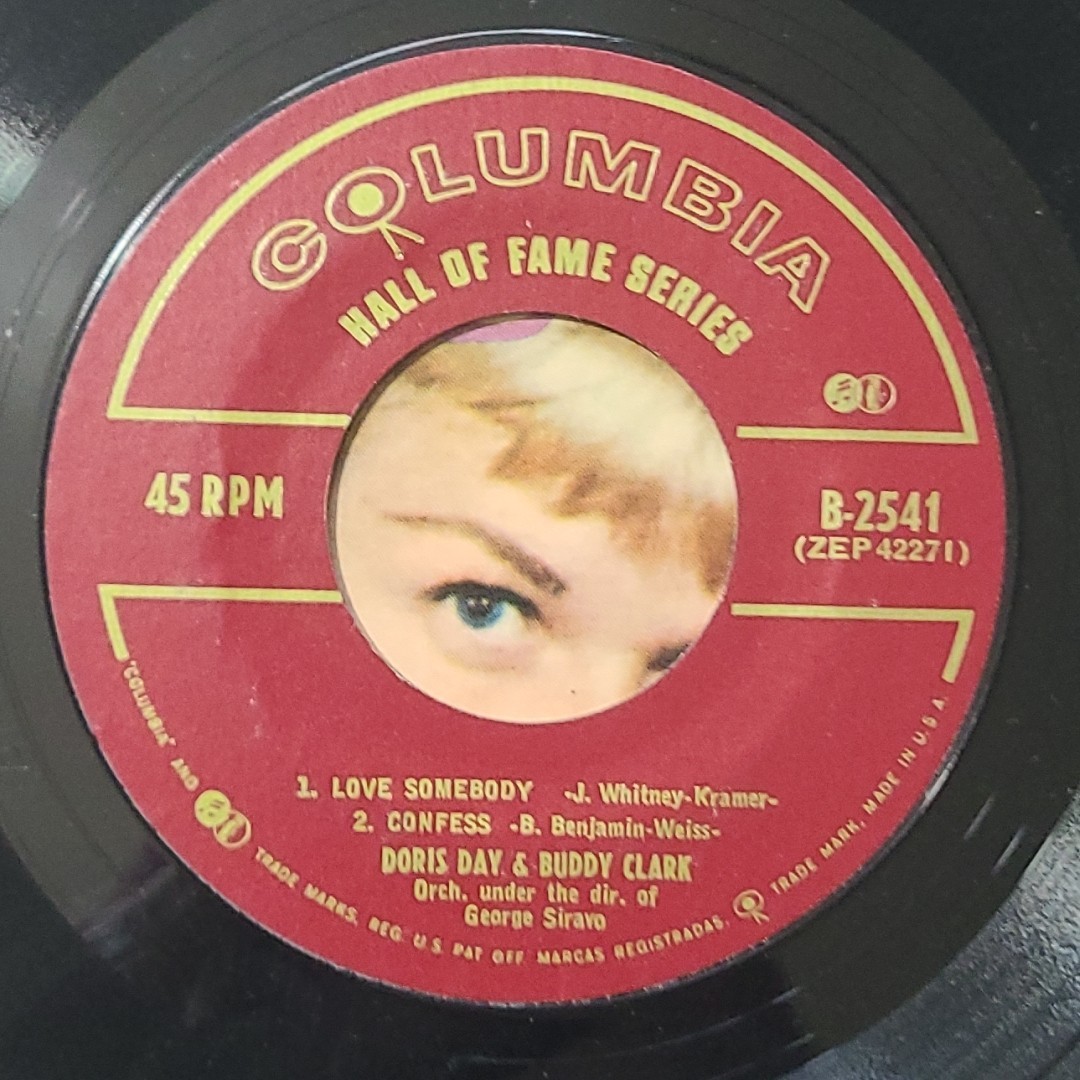 COLUMBIA
HALL OF FAME SERIES
45 RPM
B-2541
(ZEP 42271)
1. LOVE SOMEBODY -J. Whitney-Kramer-
2. CONFESS -B. Benjamin-Weiss-
DORIS DAY & BUDDY CLARK
Orch. under the dir. of
George Siravo
"COLUMBIA" AND TRADE MARKS, REG. U.S. PAT. OFF. MARCAS REGISTRADAS. TRADE MARK, MADE IN U.S.A.